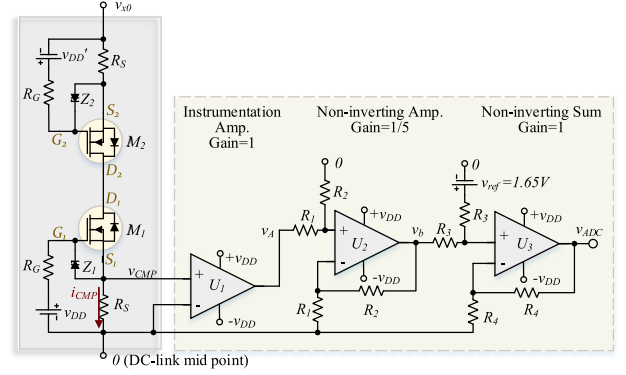 v_x0
v_DD'
R_S
R_G
Z_2
S_2
G_2
M_2
D_2
D_1
G_1
M_1
R_G
Z_1
S_1
v_CMP
i_CMP
R_S
v_DD
0 (DC-link mid point)
Instrumentation
Amp.
Gain=1
Non-inverting Amp.
Gain=1/5
Non-inverting Sum
Gain=1
0
R_2
0
v_ref=1.65V
v_A
R_1
+v_DD
+
U_2
-
-v_DD
v_b
R_3
R_3
+v_DD
+
U_3
-
-v_DD
v_ADC
+v_DD
+
U_1
-
-v_DD
R_1
R_2
R_4
R_4